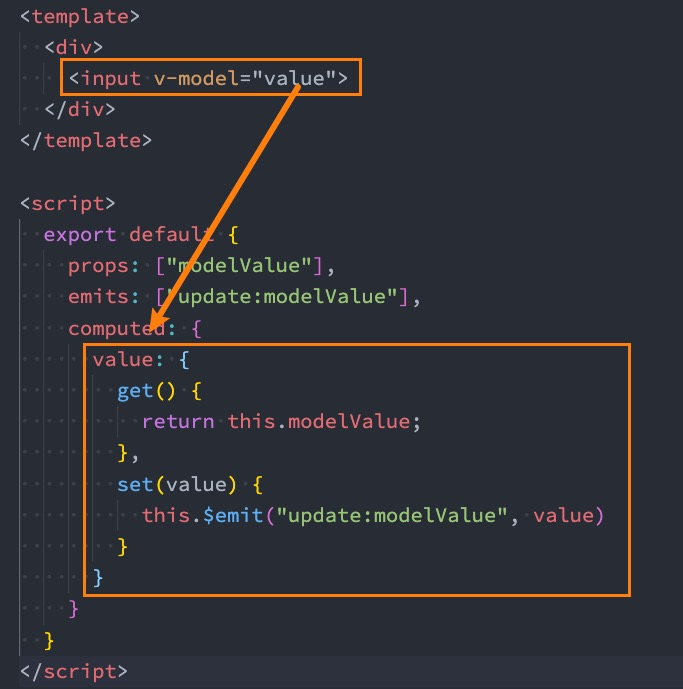 <template>
  <div>
    <input v-model="value">
  </div>
</template>

<script>
  export default {
    props: ["modelValue"],
    emits: ["update:modelValue"],
    computed: {
      value: {
        get() {
          return this.modelValue;
        },
        set(value) {
          this.$emit("update:modelValue", value)
        }
      }
    }
  }
</script>